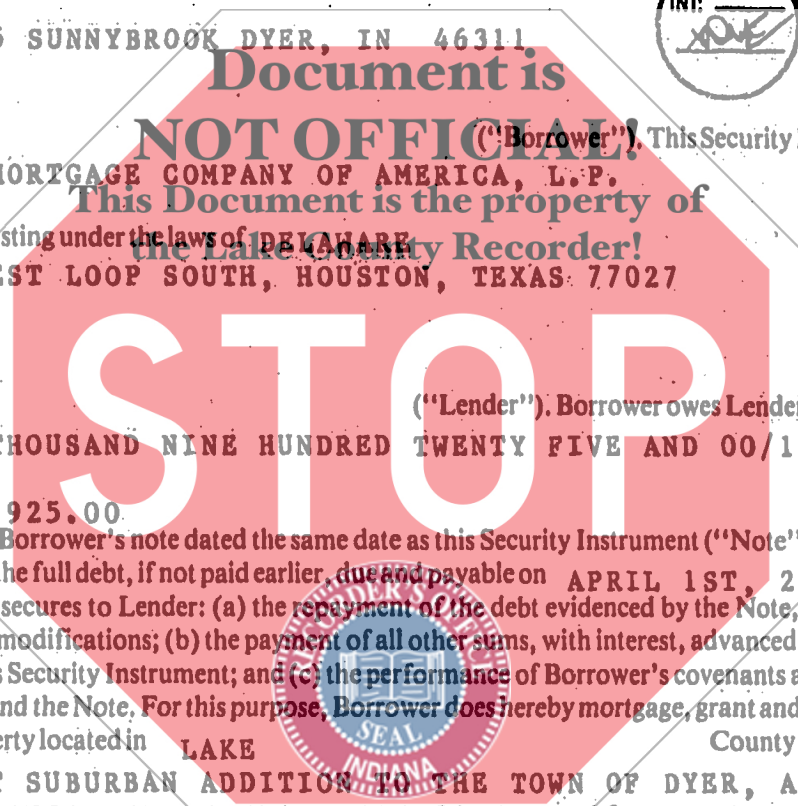 INT:
SUNNYBROOK DYER, IN 46311
Document is
NOT OFFICIAL!
("Borrower"). This Security
MORTGAGE COMPANY OF AMERICA, L.P.
This Document is the property of
sting under the laws of DELAWARE
the Lake County Recorder!
ST LOOP SOUTH, HOUSTON, TEXAS 77027
STOP
("Lender"). Borrower owes Lender
THOUSAND NINE HUNDRED TWENTY FIVE AND 00/1
925.00
Borrower's note dated the same date as this Security Instrument ("Note"
he full debt, if not paid earlier, due and payable on APRIL 1ST, 2
secures to Lender: (a) the repayment of the debt evidenced by the Note,
modifications; (b) the payment of all other sums, with interest, advanced
s Security Instrument; and (c) the performance of Borrower's covenants a
nd the Note. For this purpose, Borrower does hereby mortgage, grant and
erty located in LAKE County
SUBURBAN ADDITION TO THE TOWN OF DYER, A
RECORDER'S OFFICE
SEAL
INDIANA